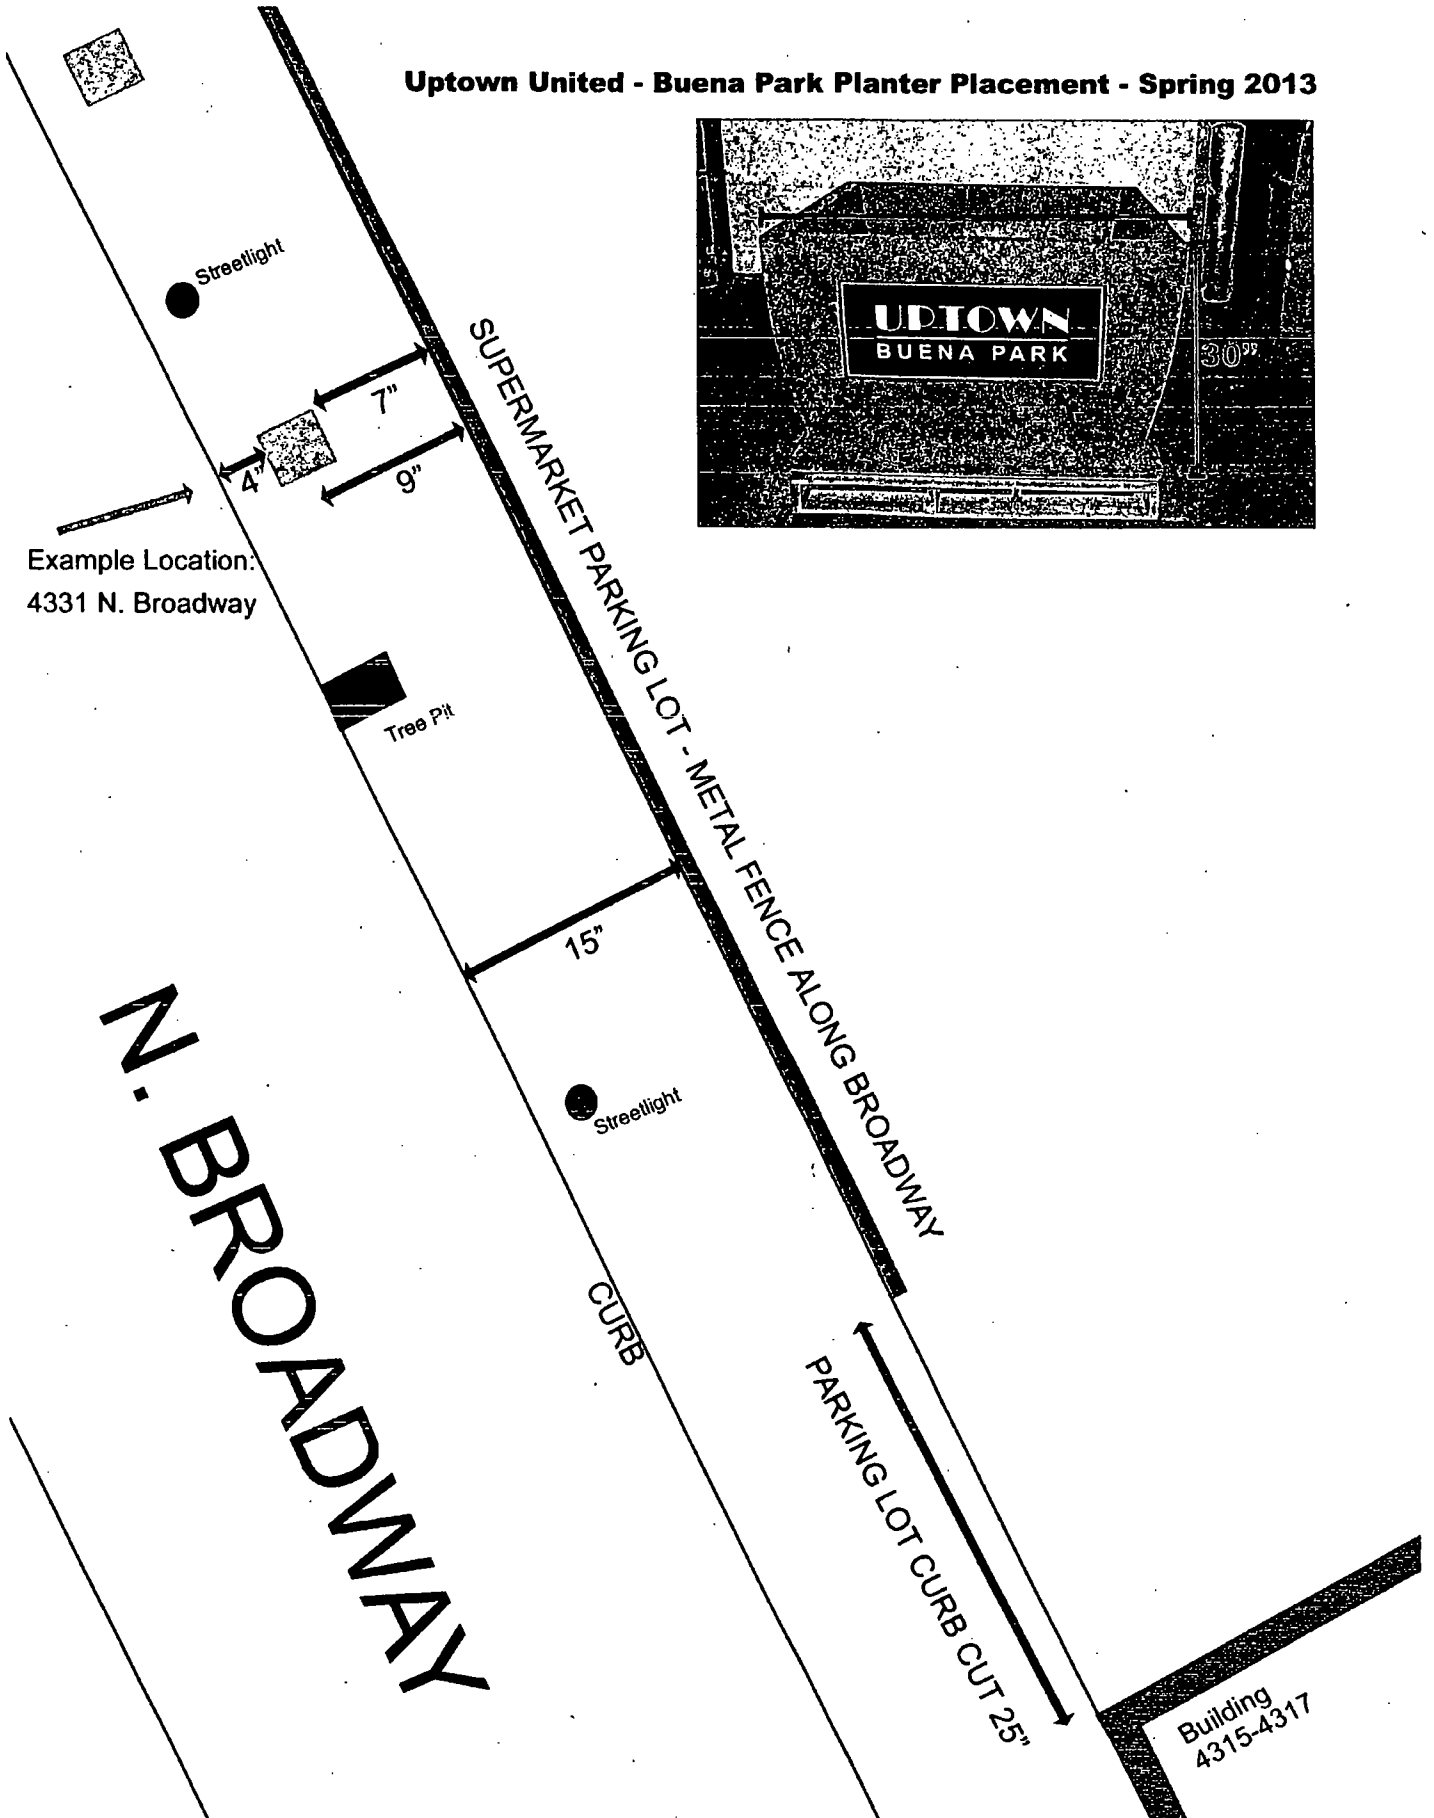 Uptown United - Buena Park Planter Placement - Spring 2013
UPTOWN
BUENA PARK
30"
Streetlight
7"
9"
4"
Example Location:
4331 N. Broadway
SUPERMARKET PARKING LOT - METAL FENCE ALONG BROADWAY
Tree Pit
15"
N. BROADWAY
Streetlight
CURB
PARKING LOT CURB CUT 25"
Building
4315-4317